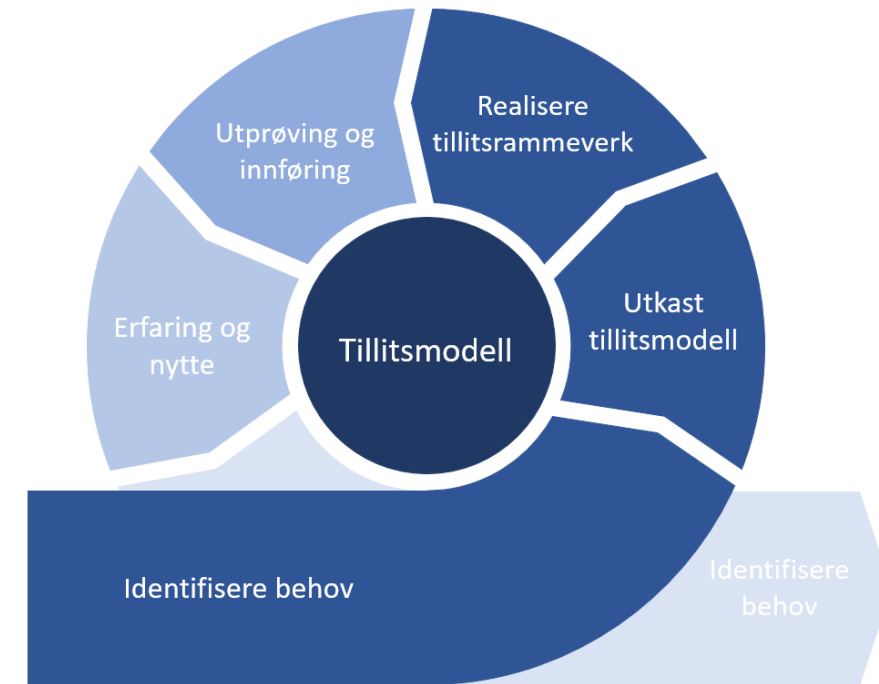 Utprøving og
innføring
Realisere
tillitsrammeverk
Erfaring og
nytte
Tillitsmodell
Utkast
tillitsmodell
Identifisere behov
Identifisere
behov